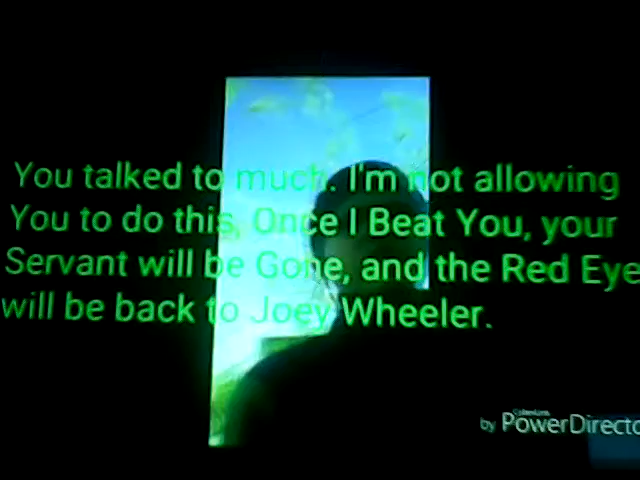 You talked to much. I'm not allowing
You to do this, Once I Beat You, your
Servant will be Gone, and the Red Eye
will be back to Joey Wheeler.
by CyberLink
PowerDirecto